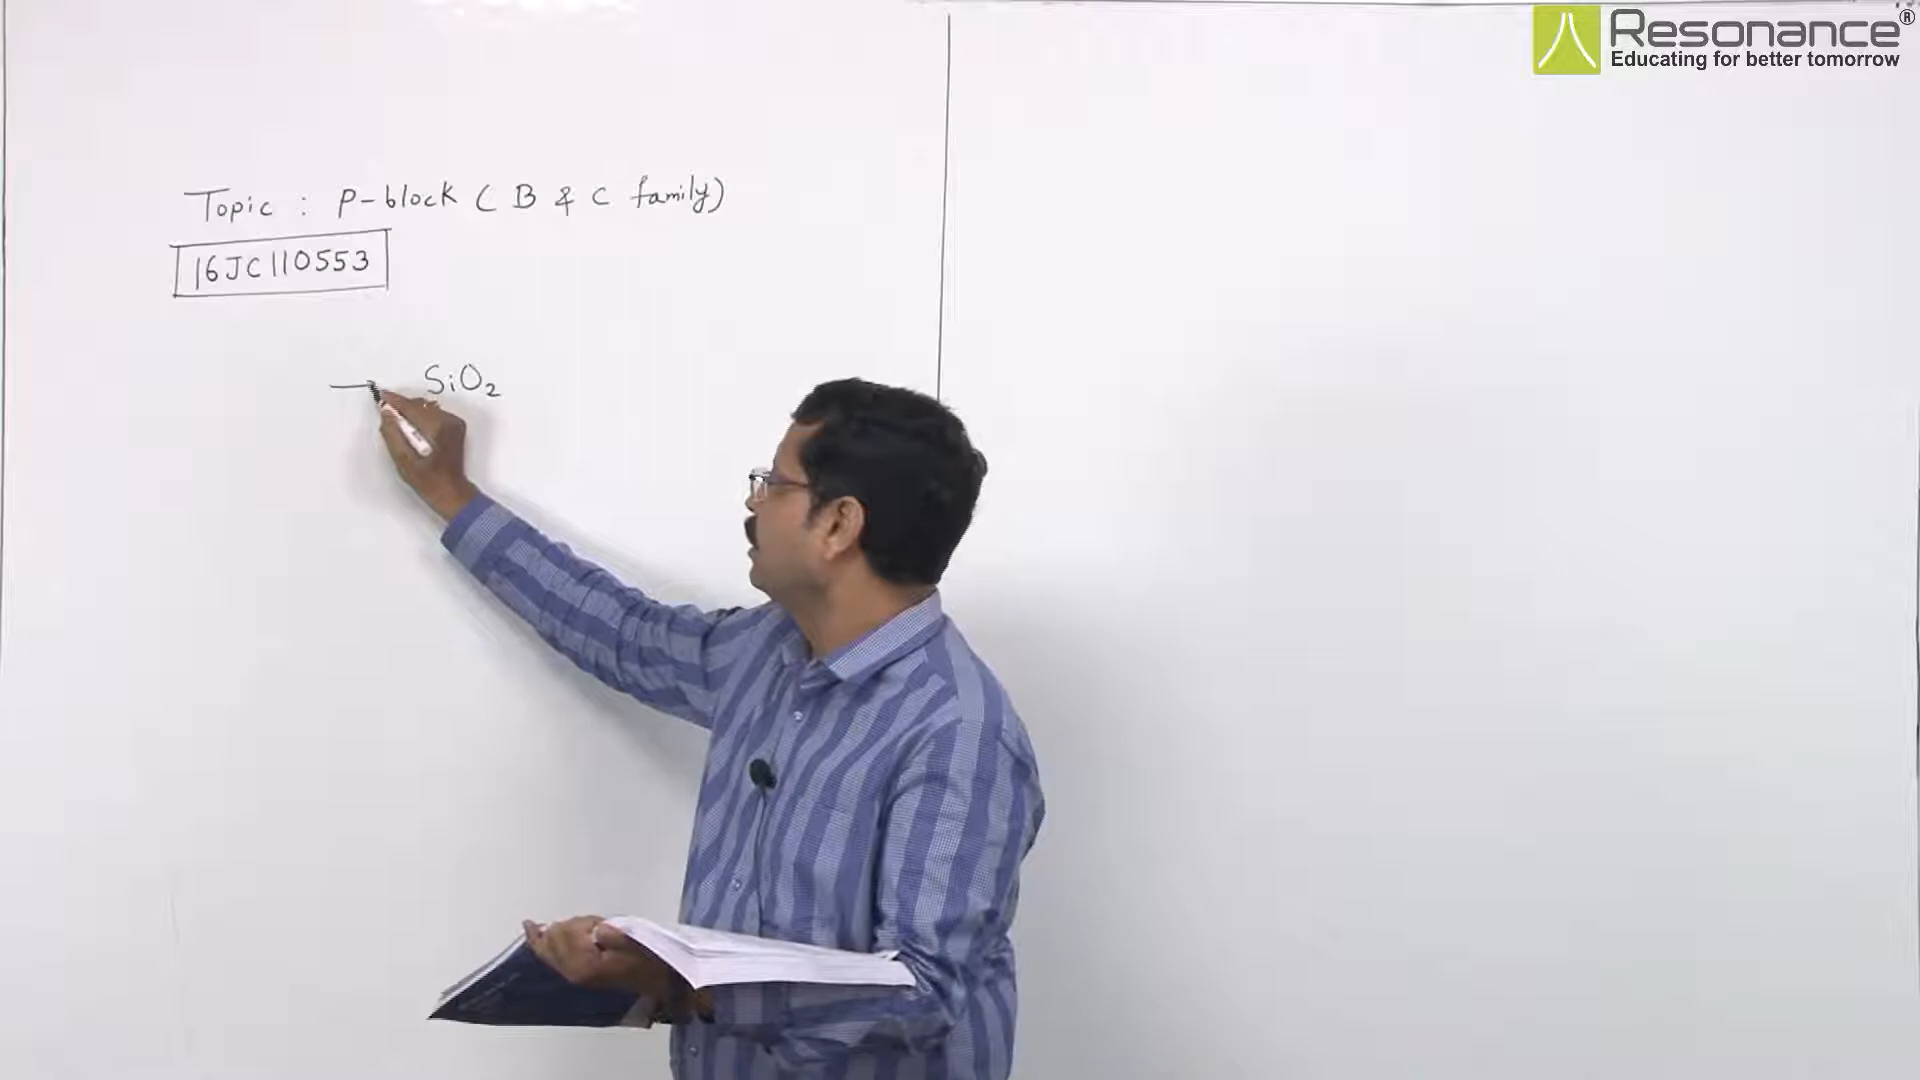 Resonance®
Educating for better tomorrow
Topic : P-block ( B & C family)
16JC110553
SiO₂